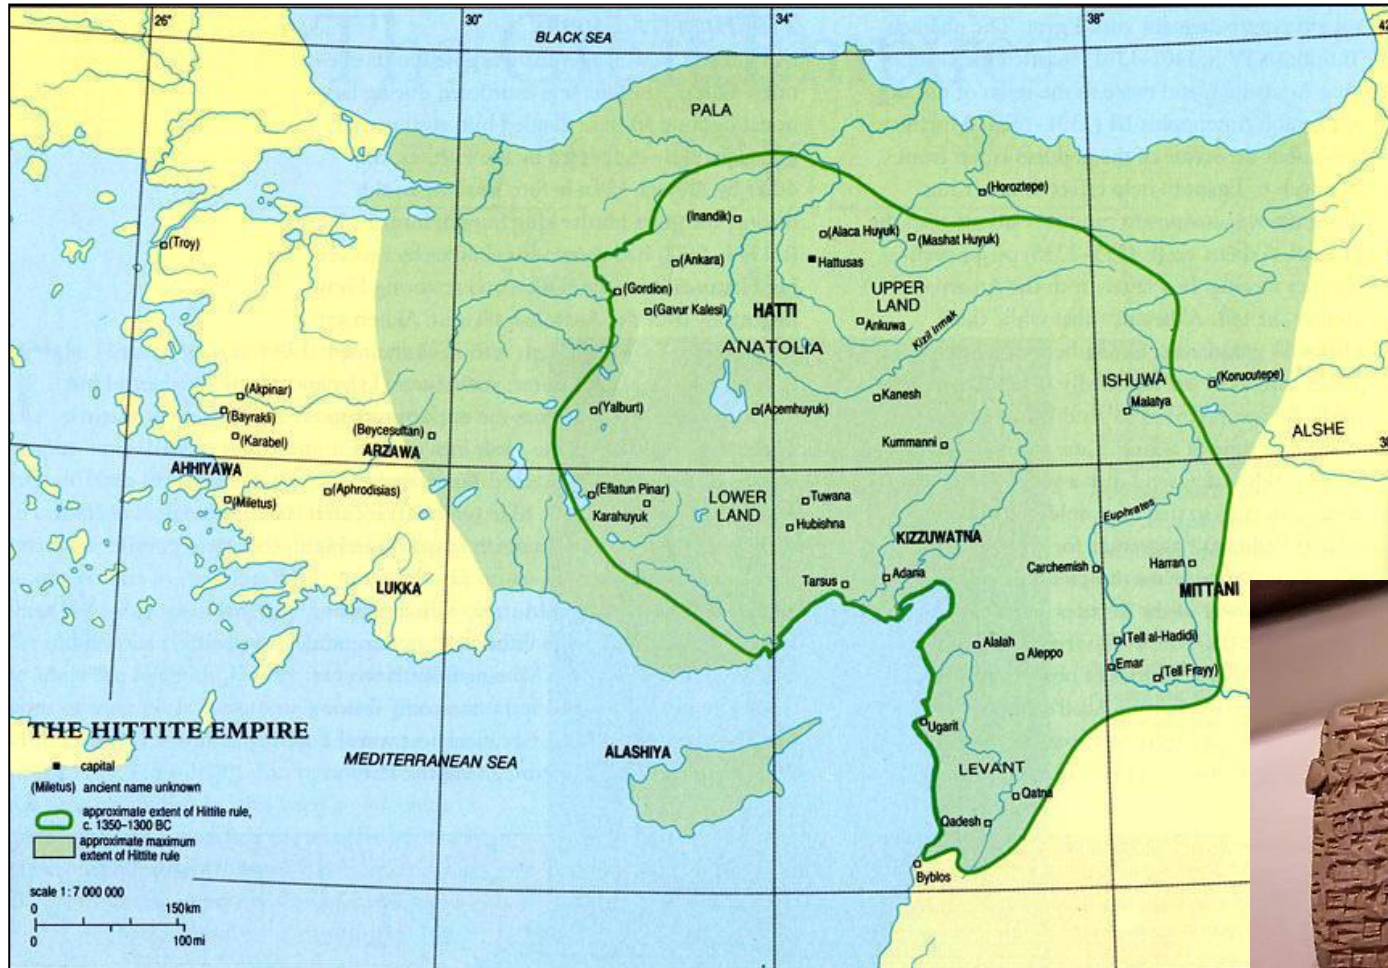 26°
30°
34°
38°
BLACK SEA
PALA
(Horoztepe)
(Inandik)
(Troy)
(Alaca Huyuk)
(Mashat Huyuk)
(Ankara)
Hattusas
(Gordion)
UPPER
LAND
(Gavur Kalesi)
HATTI
Ankuwa
Kizil Irmak
ANATOLIA
ISHUWA
(Korucutepe)
(Akpinar)
Kanesh
Malatya
(Bayrakli)
(Yalburt)
(Acemhuyuk)
(Karabel)
(Beycesultan)
ALSHE
Kummanni
ARZAWA
AHHIYAWA
(Aphrodisias)
(Eflatun Pinar)
LOWER
LAND
Tuwana
(Miletus)
Karahuyuk
Euphrates
Hubishna
KIZZUWATNA
Carchemish
Harran
Adana
Tarsus
LUKKA
MITTANI
Alalah
(Tell al-Hadidi)
Aleppo
Emar
(Tell Frayy)
Ugarit
THE HITTITE EMPIRE
ALASHIYA
MEDITERRANEAN SEA
LEVANT
capital
(Miletus) ancient name unknown
Qatna
approximate extent of Hittite rule,
c. 1350–1300 BC
Qadesh
approximate maximum
extent of Hittite rule
Byblos
scale 1 : 7 000 000
0 150km
0 100mi